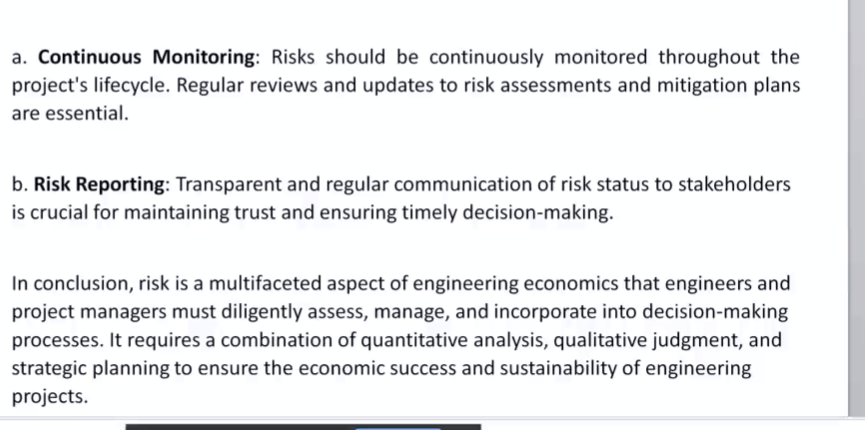 a. Continuous Monitoring: Risks should be continuously monitored throughout the
project's lifecycle. Regular reviews and updates to risk assessments and mitigation plans
are essential.
b. Risk Reporting: Transparent and regular communication of risk status to stakeholders
is crucial for maintaining trust and ensuring timely decision-making.
In conclusion, risk is a multifaceted aspect of engineering economics that engineers and
project managers must diligently assess, manage, and incorporate into decision-making
processes. It requires a combination of quantitative analysis, qualitative judgment, and
strategic planning to ensure the economic success and sustainability of engineering
projects.